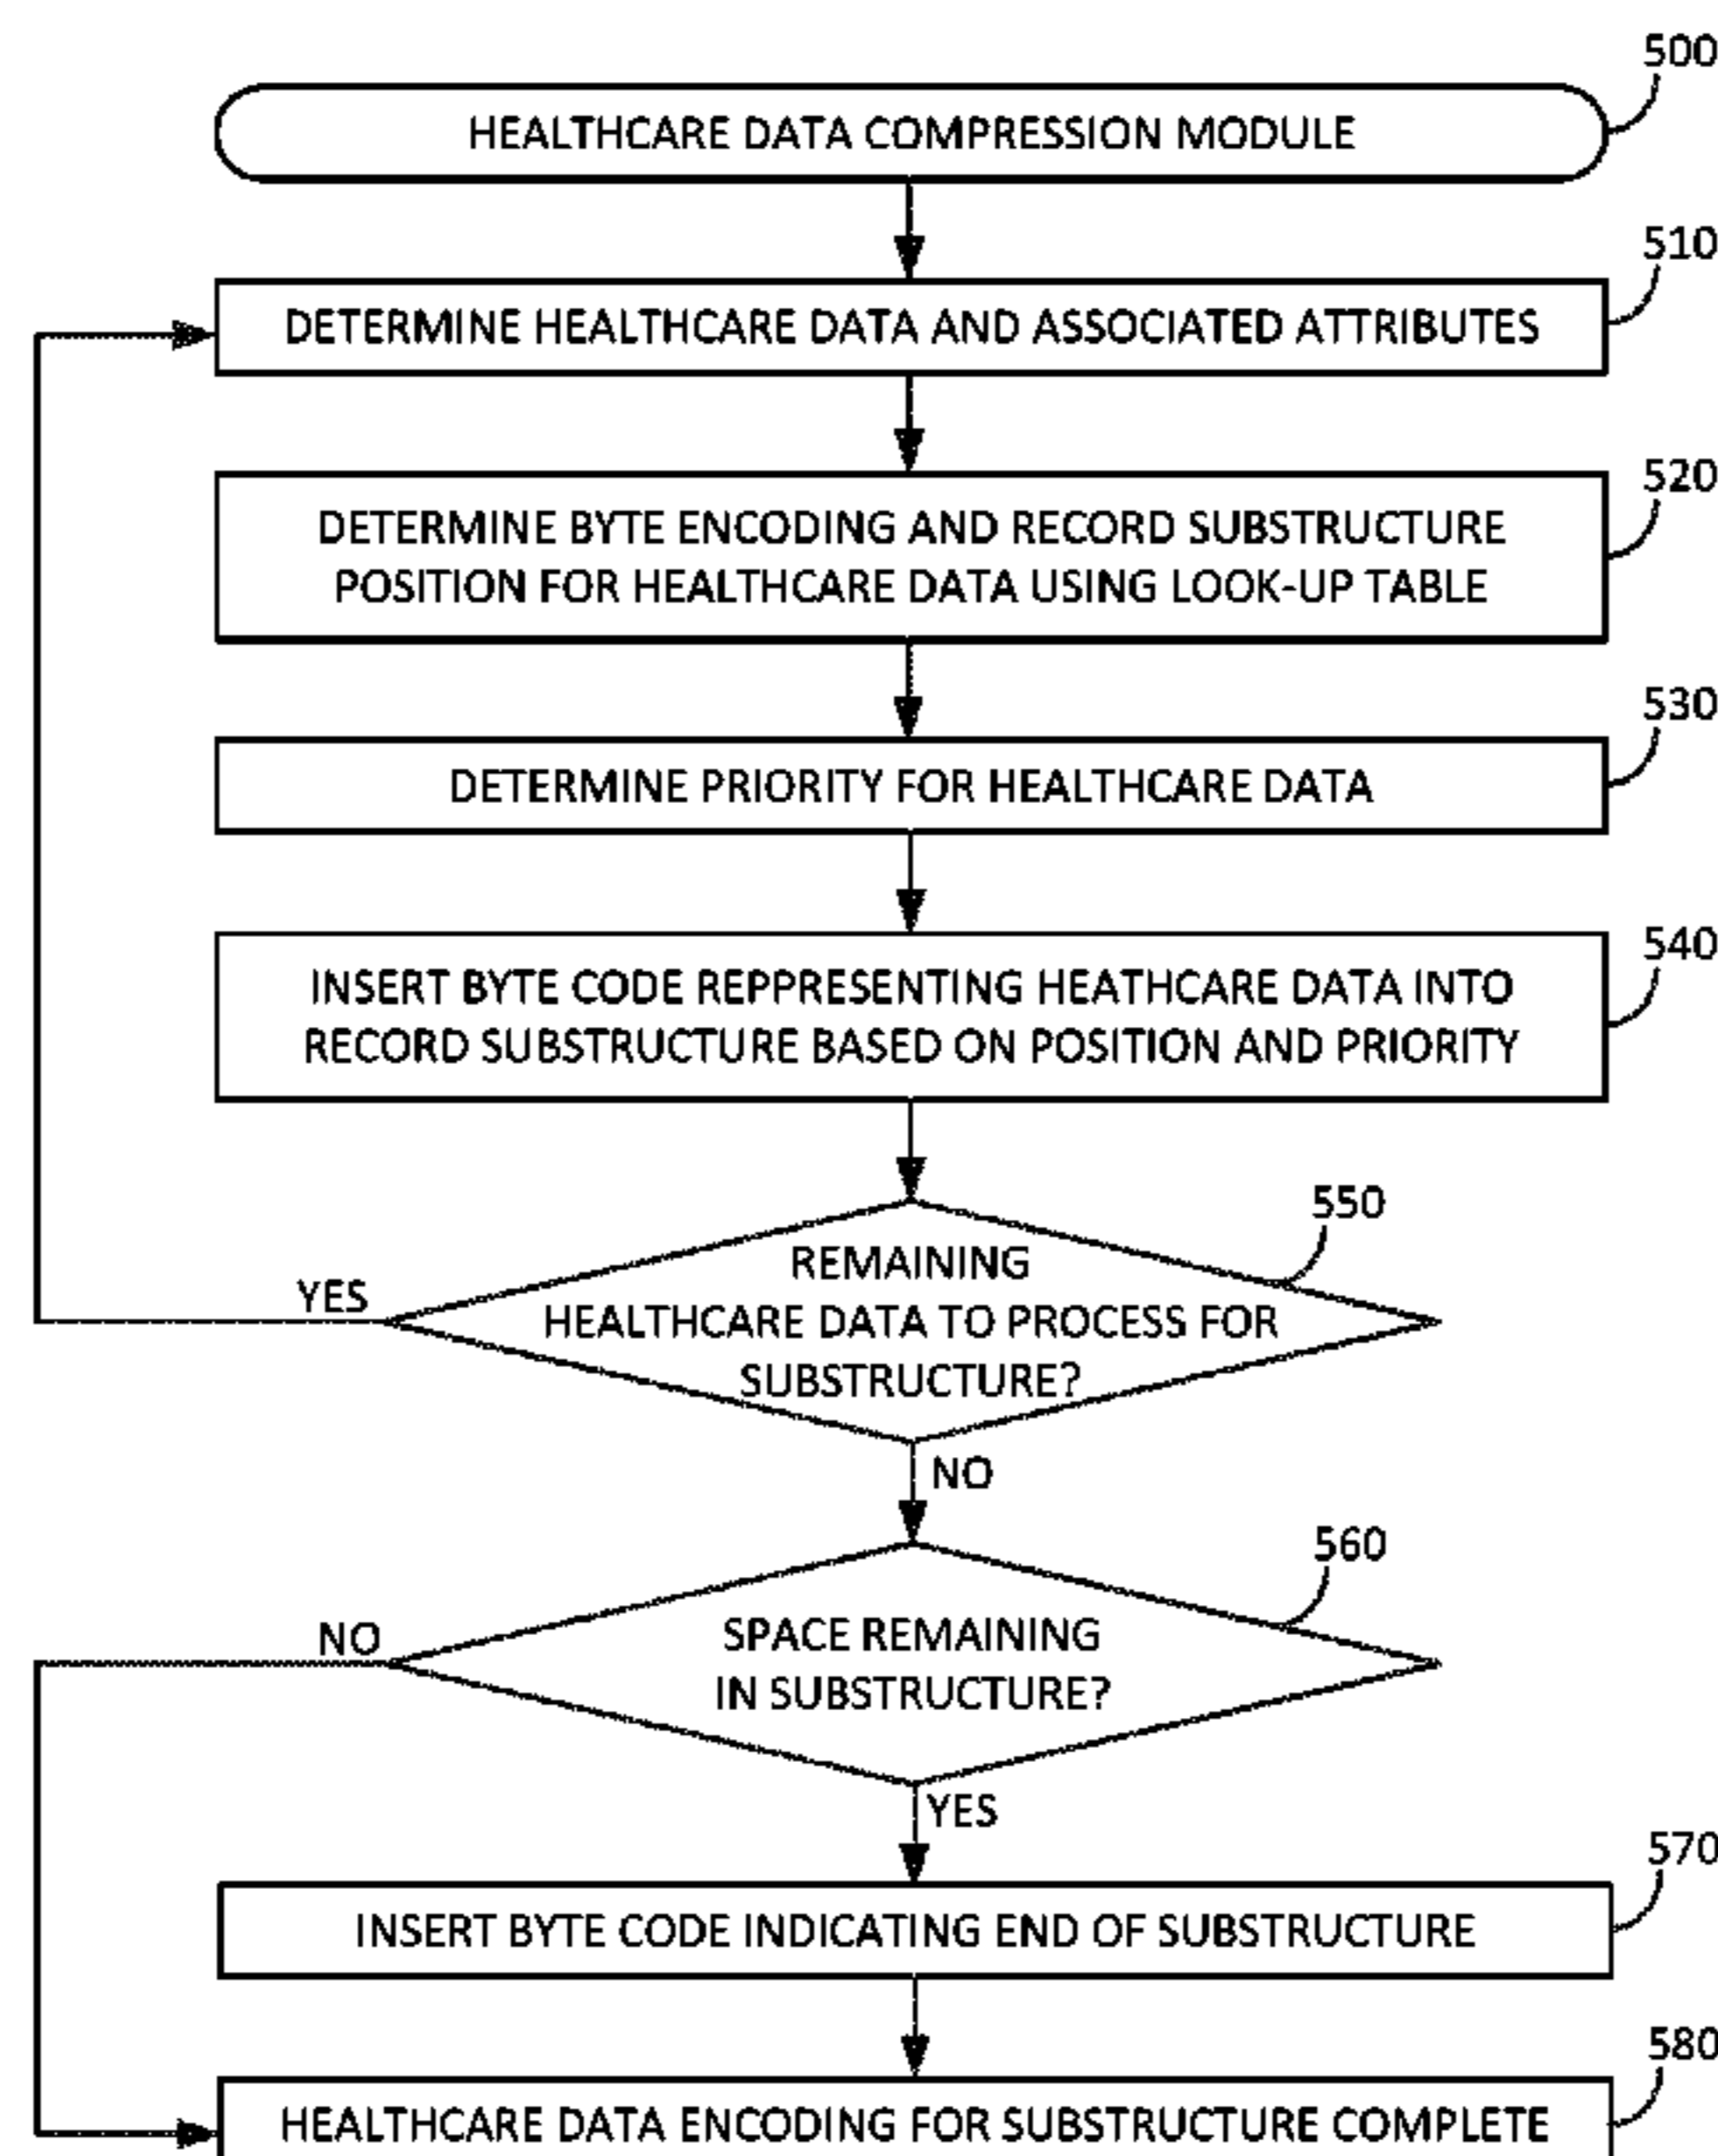 500
HEALTHCARE DATA COMPRESSION MODULE
510
DETERMINE HEALTHCARE DATA AND ASSOCIATED ATTRIBUTES
520
DETERMINE BYTE ENCODING AND RECORD SUBSTRUCTURE
POSITION FOR HEALTHCARE DATA USING LOOK-UP TABLE
530
DETERMINE PRIORITY FOR HEALTHCARE DATA
540
INSERT BYTE CODE REPPRESENTING HEATHCARE DATA INTO
RECORD SUBSTRUCTURE BASED ON POSITION AND PRIORITY
550
REMAINING
YES
HEALTHCARE DATA TO PROCESS FOR
SUBSTRUCTURE?
NO
560
SPACE REMAINING
NO
IN SUBSTRUCTURE?
YES
570
INSERT BYTE CODE INDICATING END OF SUBSTRUCTURE
580
HEALTHCARE DATA ENCODING FOR SUBSTRUCTURE COMPLETE